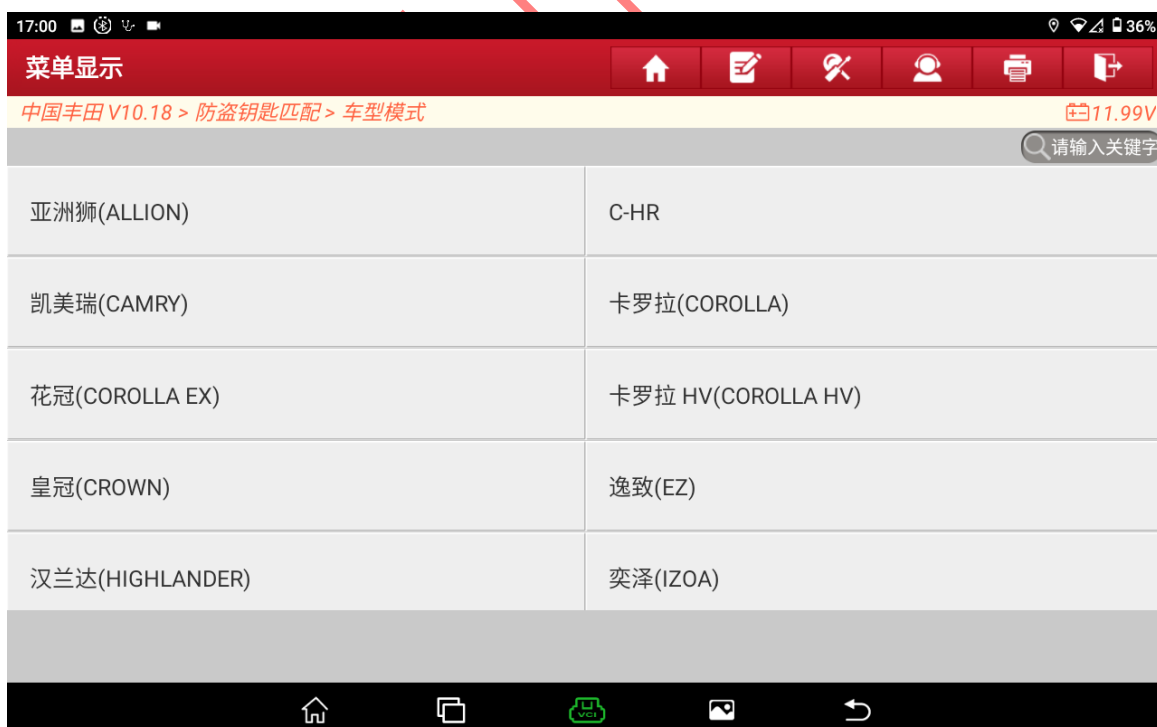 17:00 36%
菜单显示
中国丰田 V10.18 > 防盗钥匙匹配 > 车型模式 11.99V
请输入关键字
亚洲狮(ALLION) C-HR
凯美瑞(CAMRY) 卡罗拉(COROLLA)
花冠(COROLLA EX) 卡罗拉 HV(COROLLA HV)
皇冠(CROWN) 逸致(EZ)
汉兰达(HIGHLANDER) 奕泽(IZOA)
VCI